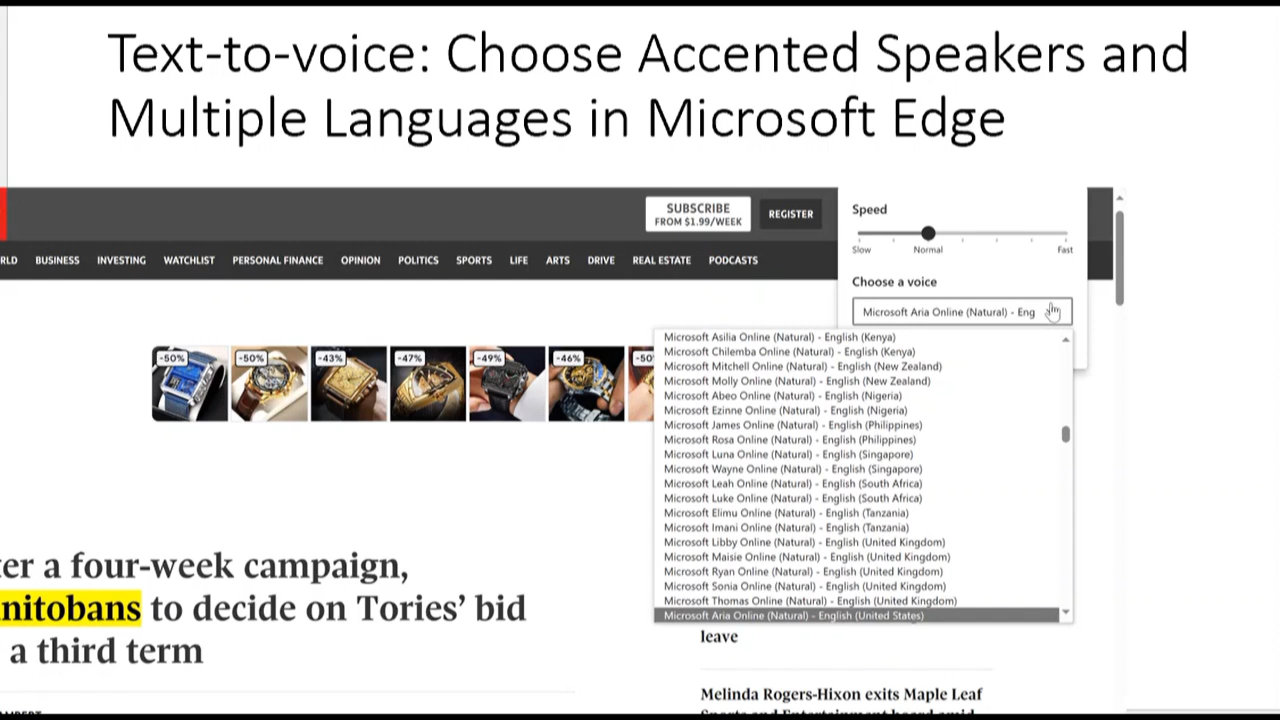 Text-to-voice: Choose Accented Speakers and
Multiple Languages in Microsoft Edge
SUBSCRIBE
FROM $1.99/WEEK
REGISTER
RLD BUSINESS INVESTING WATCHLIST PERSONAL FINANCE OPINION POLITICS SPORTS LIFE ARTS DRIVE REAL ESTATE PODCASTS
Speed
Slow Normal Fast
Choose a voice
Microsoft Aria Online (Natural) - Eng
Microsoft Asilia Online (Natural) - English (Kenya)
Microsoft Chilemba Online (Natural) - English (Kenya)
Microsoft Mitchell Online (Natural) - English (New Zealand)
Microsoft Molly Online (Natural) - English (New Zealand)
Microsoft Abeo Online (Natural) - English (Nigeria)
Microsoft Ezinne Online (Natural) - English (Nigeria)
Microsoft James Online (Natural) - English (Philippines)
Microsoft Rosa Online (Natural) - English (Philippines)
Microsoft Luna Online (Natural) - English (Singapore)
Microsoft Wayne Online (Natural) - English (Singapore)
Microsoft Leah Online (Natural) - English (South Africa)
Microsoft Luke Online (Natural) - English (South Africa)
Microsoft Elimu Online (Natural) - English (Tanzania)
Microsoft Imani Online (Natural) - English (Tanzania)
Microsoft Libby Online (Natural) - English (United Kingdom)
Microsoft Maisie Online (Natural) - English (United Kingdom)
Microsoft Ryan Online (Natural) - English (United Kingdom)
Microsoft Sonia Online (Natural) - English (United Kingdom)
Microsoft Thomas Online (Natural) - English (United Kingdom)
Microsoft Aria Online (Natural) - English (United States)
-50% -50% -43% -47% -49% -46% -50
ter a four-week campaign,
nitobans to decide on Tories' bid
a third term
leave
Melinda Rogers-Hixon exits Maple Leaf